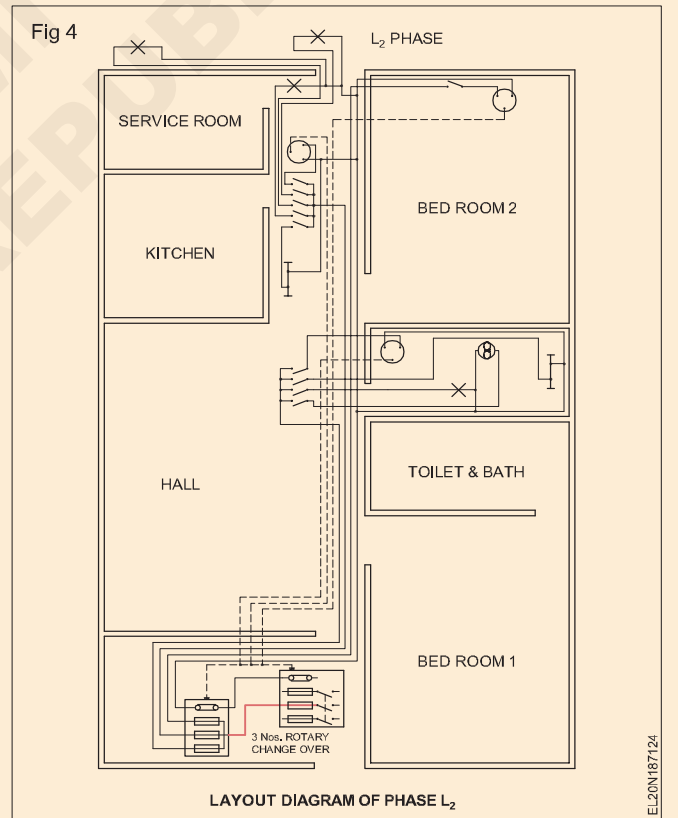 Fig 4
L₂ PHASE
SERVICE ROOM
BED ROOM 2
KITCHEN
HALL
TOILET & BATH
BED ROOM 1
3 Nos. ROTARY
CHANGE OVER
LAYOUT DIAGRAM OF PHASE L₂
EL20N187124